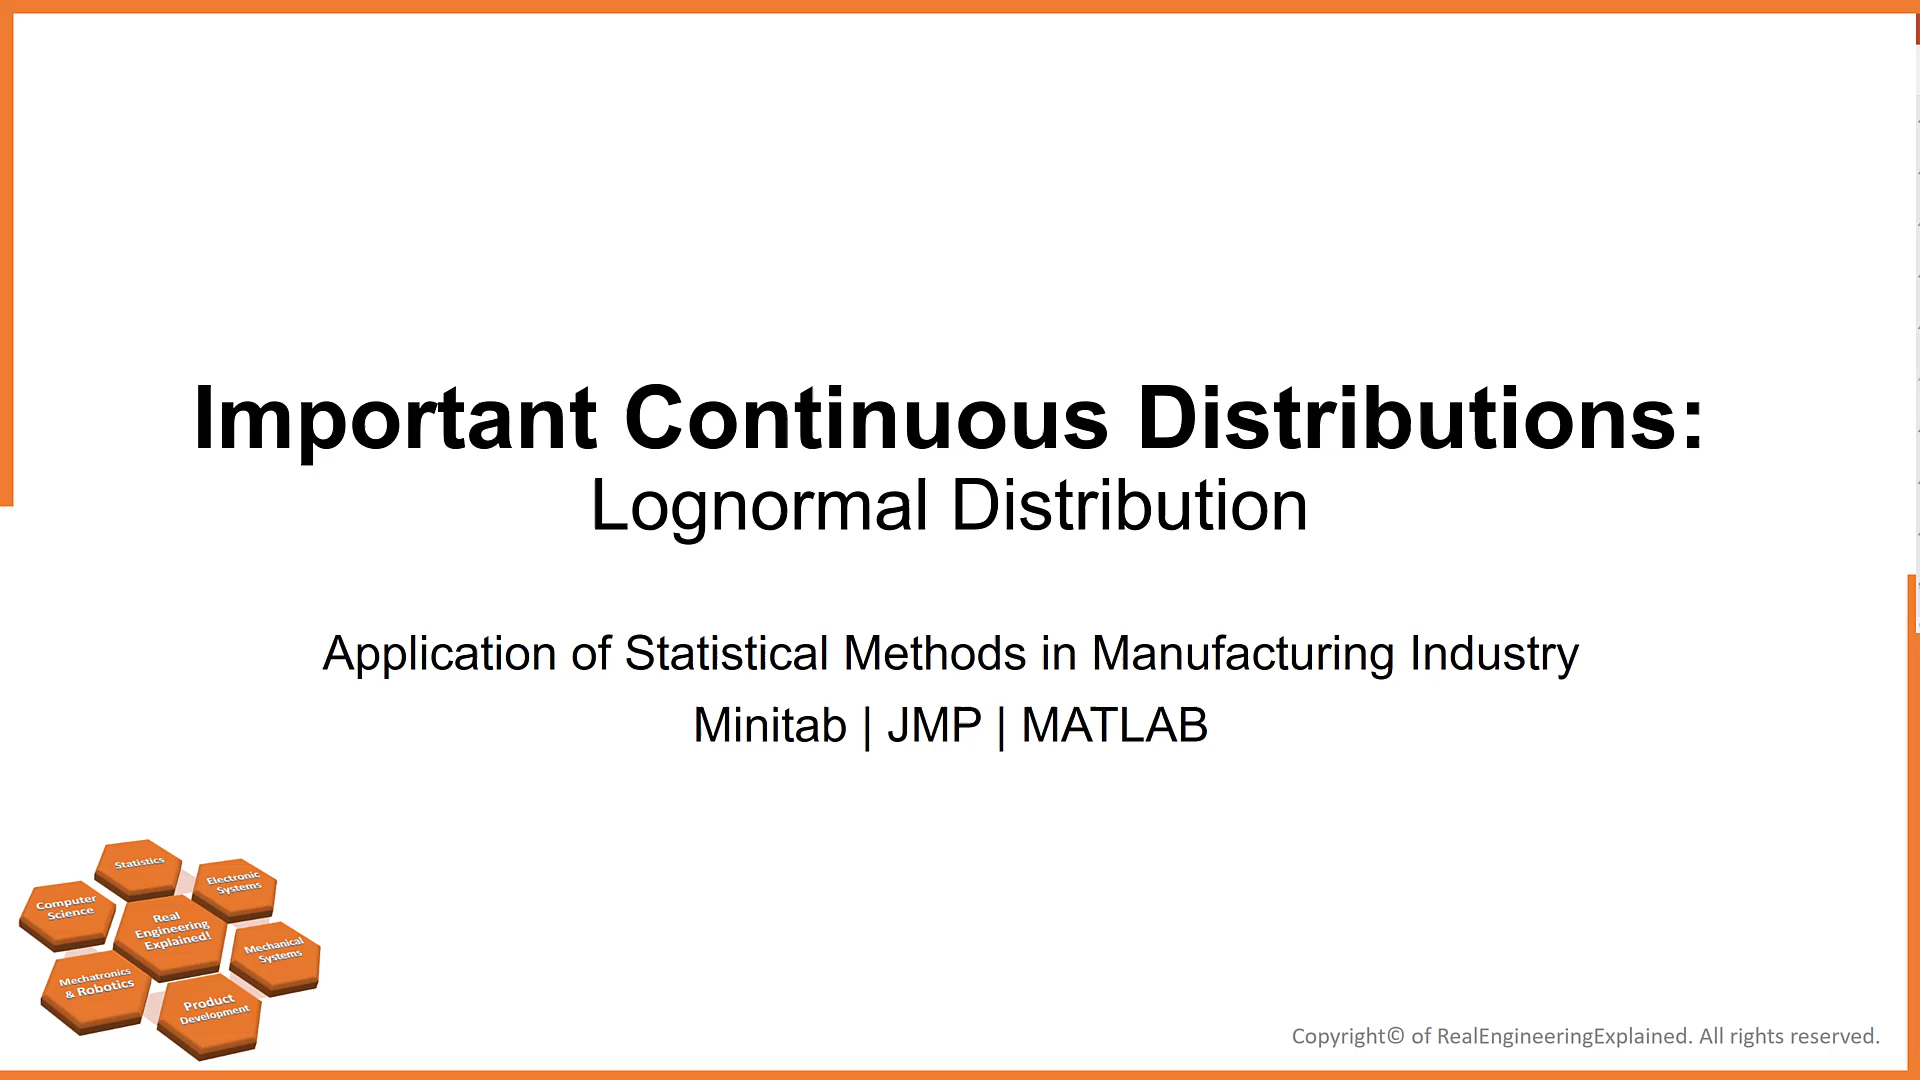 Important Continuous Distributions:
Lognormal Distribution
Application of Statistical Methods in Manufacturing Industry
Minitab | JMP | MATLAB
Statistics
Electronic
Systems
Computer
Science
Real
Engineering
Explained!
Mechanical
Systems
Mechatronics
& Robotics
Product
Development
Copyright© of RealEngineeringExplained. All rights reserved.